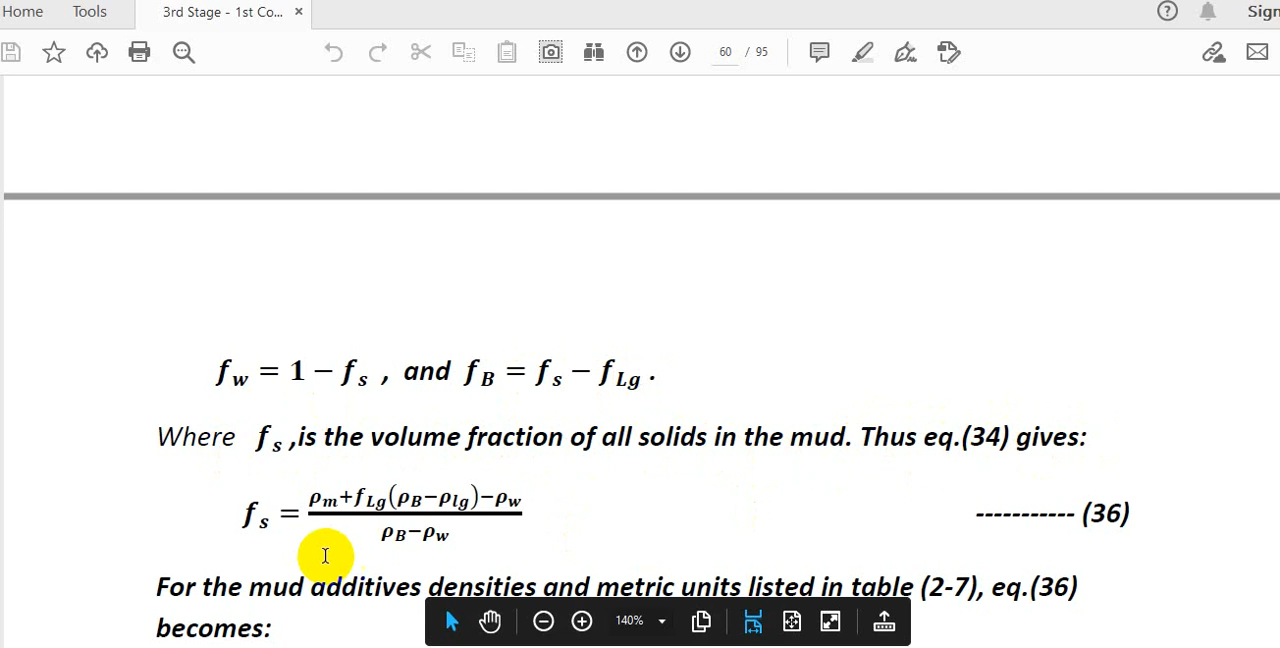 Home Tools 3rd Stage - 1st Co... × ? Sign
60 / 95
f_w = 1 − f_s , and f_B = f_s − f_Lg .
Where f_s ,is the volume fraction of all solids in the mud. Thus eq.(34) gives:
f_s = (ρ_m+f_Lg(ρ_B−ρ_lg)−ρ_w) / (ρ_B−ρ_w) ----------- (36)
For the mud additives densities and metric units listed in table (2-7), eq.(36)
becomes:
140%